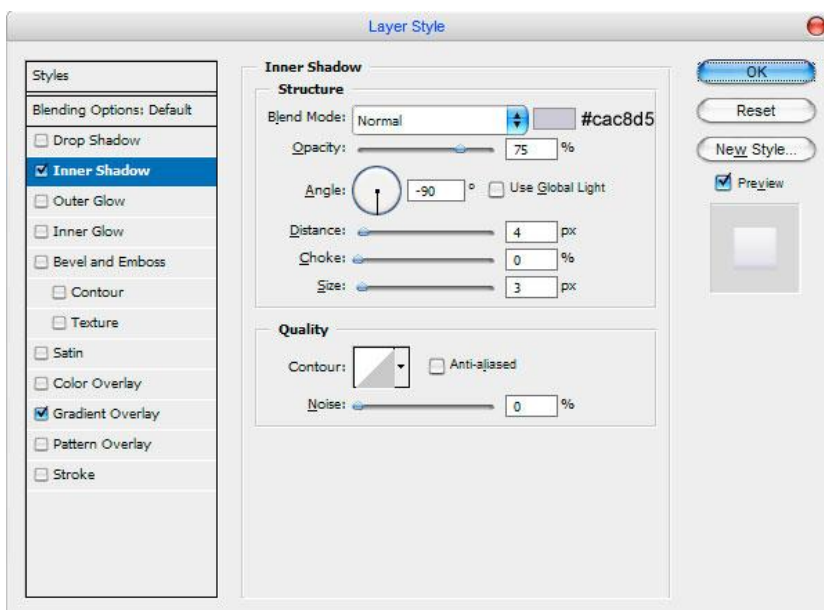 Layer Style
Styles
Blending Options: Default
Drop Shadow
Inner Shadow
Outer Glow
Inner Glow
Bevel and Emboss
Contour
Texture
Satin
Color Overlay
Gradient Overlay
Pattern Overlay
Stroke
Inner Shadow
Structure
Blend Mode: Normal #cac8d5
Opacity: 75 %
Angle: -90 ° Use Global Light
Distance: 4 px
Choke: 0 %
Size: 3 px
Quality
Contour: Anti-aliased
Noise: 0 %
OK
Reset
New Style...
Preview